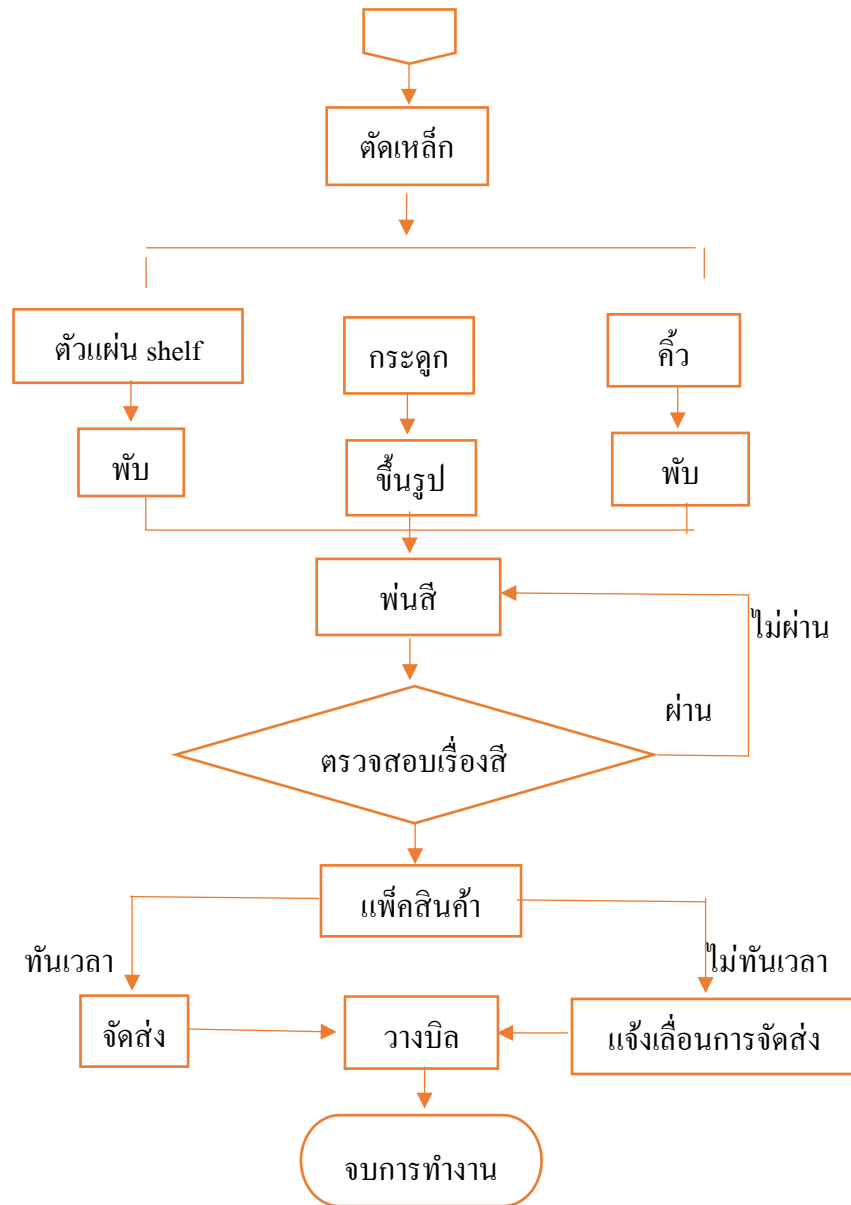 ตัดเหล็ก
ตัวแผ่น shelf
กระดูก
คิ้ว
พับ
ขึ้นรูป
พับ
พ่นสี
ไม่ผ่าน
ผ่าน
ตรวจสอบเรื่องสี
แพ็คสินค้า
ทันเวลา
ไม่ทันเวลา
จัดส่ง
วางบิล
แจ้งเลื่อนการจัดส่ง
จบการทำงาน